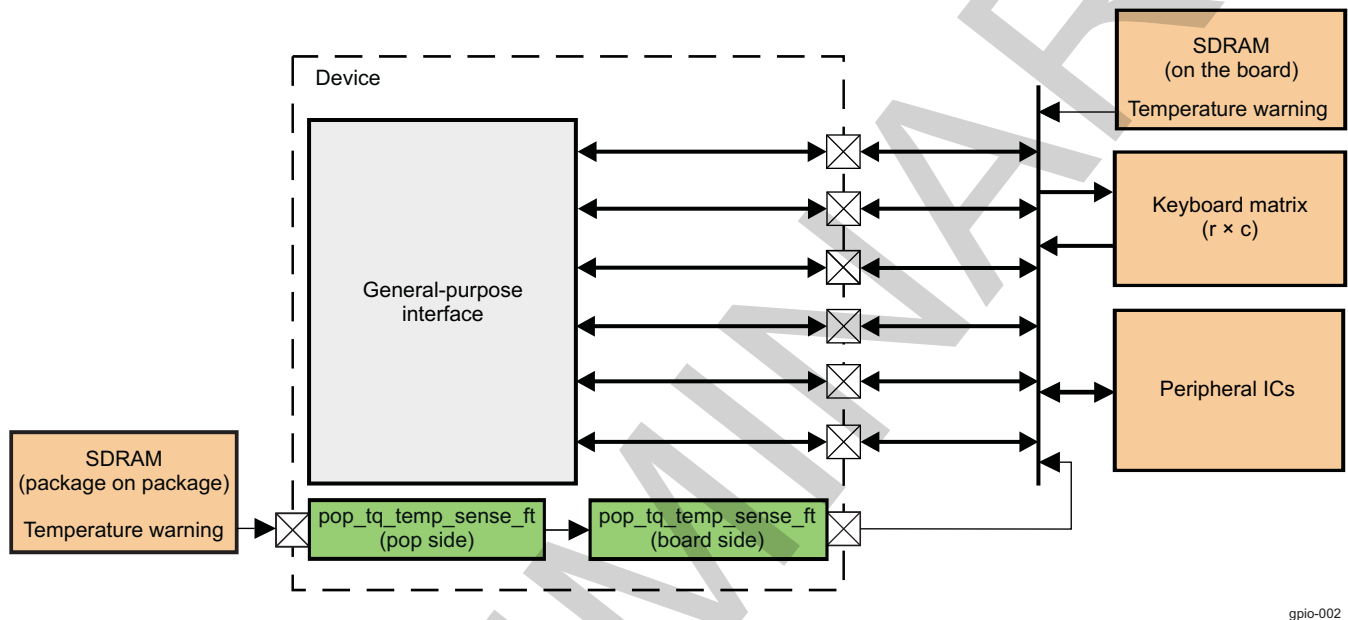 Device
SDRAM
(on the board)
Temperature warning
General-purpose
interface
Keyboard matrix
(r × c)
Peripheral ICs
SDRAM
(package on package)
Temperature warning
pop_tq_temp_sense_ft
(pop side)
pop_tq_temp_sense_ft
(board side)
gpio-002